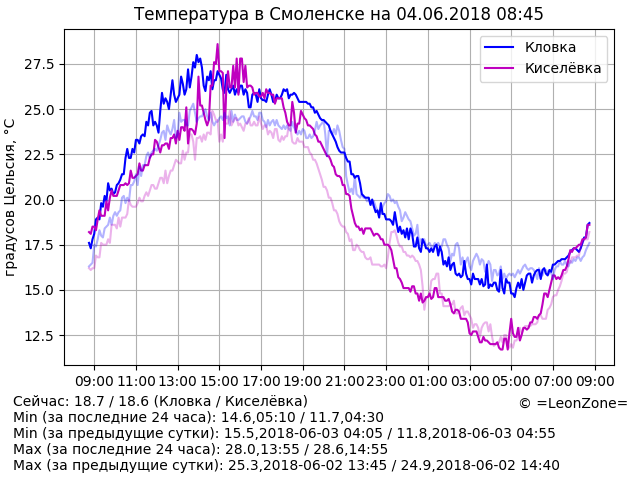 Температура в Смоленске на 04.06.2018 08:45
Кловка
Киселёвка
градусов Цельсия, °C
27.5
25.0
22.5
20.0
17.5
15.0
12.5
09:00 11:00 13:00 15:00 17:00 19:00 21:00 23:00 01:00 03:00 05:00 07:00 09:00
Сейчас: 18.7 / 18.6 (Кловка / Киселёвка)
© =LeonZone=
Min (за последние 24 часа): 14.6,05:10 / 11.7,04:30
Min (за предыдущие сутки): 15.5,2018-06-03 04:05 / 11.8,2018-06-03 04:55
Max (за последние 24 часа): 28.0,13:55 / 28.6,14:55
Max (за предыдущие сутки): 25.3,2018-06-02 13:45 / 24.9,2018-06-02 14:40